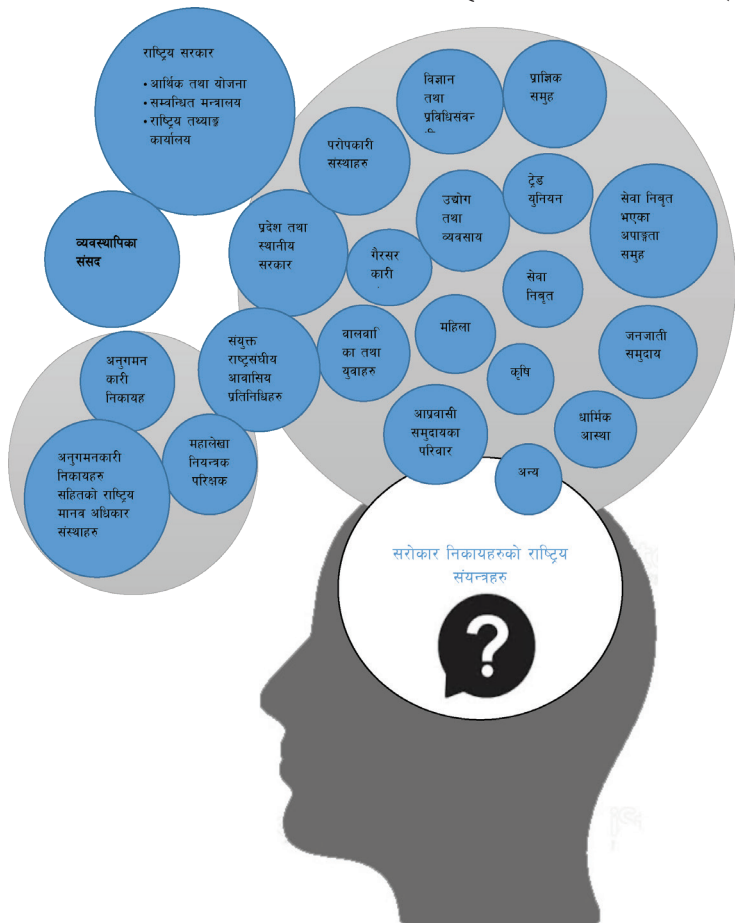 राष्ट्रिय सरकार
• आर्थिक तथा योजना
• सम्वन्धित मन्त्रालय
• राष्ट्रिय तथ्याङ्क
कार्यालय
विज्ञान
तथा
प्रविधिसंवन
प्राज्ञिक
समुह
परोपकारी
संस्थाहरु
उद्योग
तथा
व्यवसाय
ट्रेड
युनियन
सेवा निबृत
भएका
अपाङ्गता
समुह
व्यवस्थापिका
संसद
प्रदेश तथा
स्थानीय
सरकार
गैरसर
कारी
सेवा
निबृत
संयुक्त
राष्ट्रसंघीय
आवासिय
प्रतिनिधिहरु
वालवालि
का तथा
युवाहरु
महिला
जनजाती
समुदाय
कृषि
अनुगमन
कारी
निकायह
आप्रवासी
समुदायका
परिवार
धार्मिक
आस्था
अन्य
महालेखा
नियन्त्रक
परिक्षक
अनुगमनकारी
निकायहरु
सहितको राष्ट्रिय
मानव अधिकार
संस्थाहरु
सरोकार निकायहरुको राष्ट्रिय
संयन्त्रहरु
?